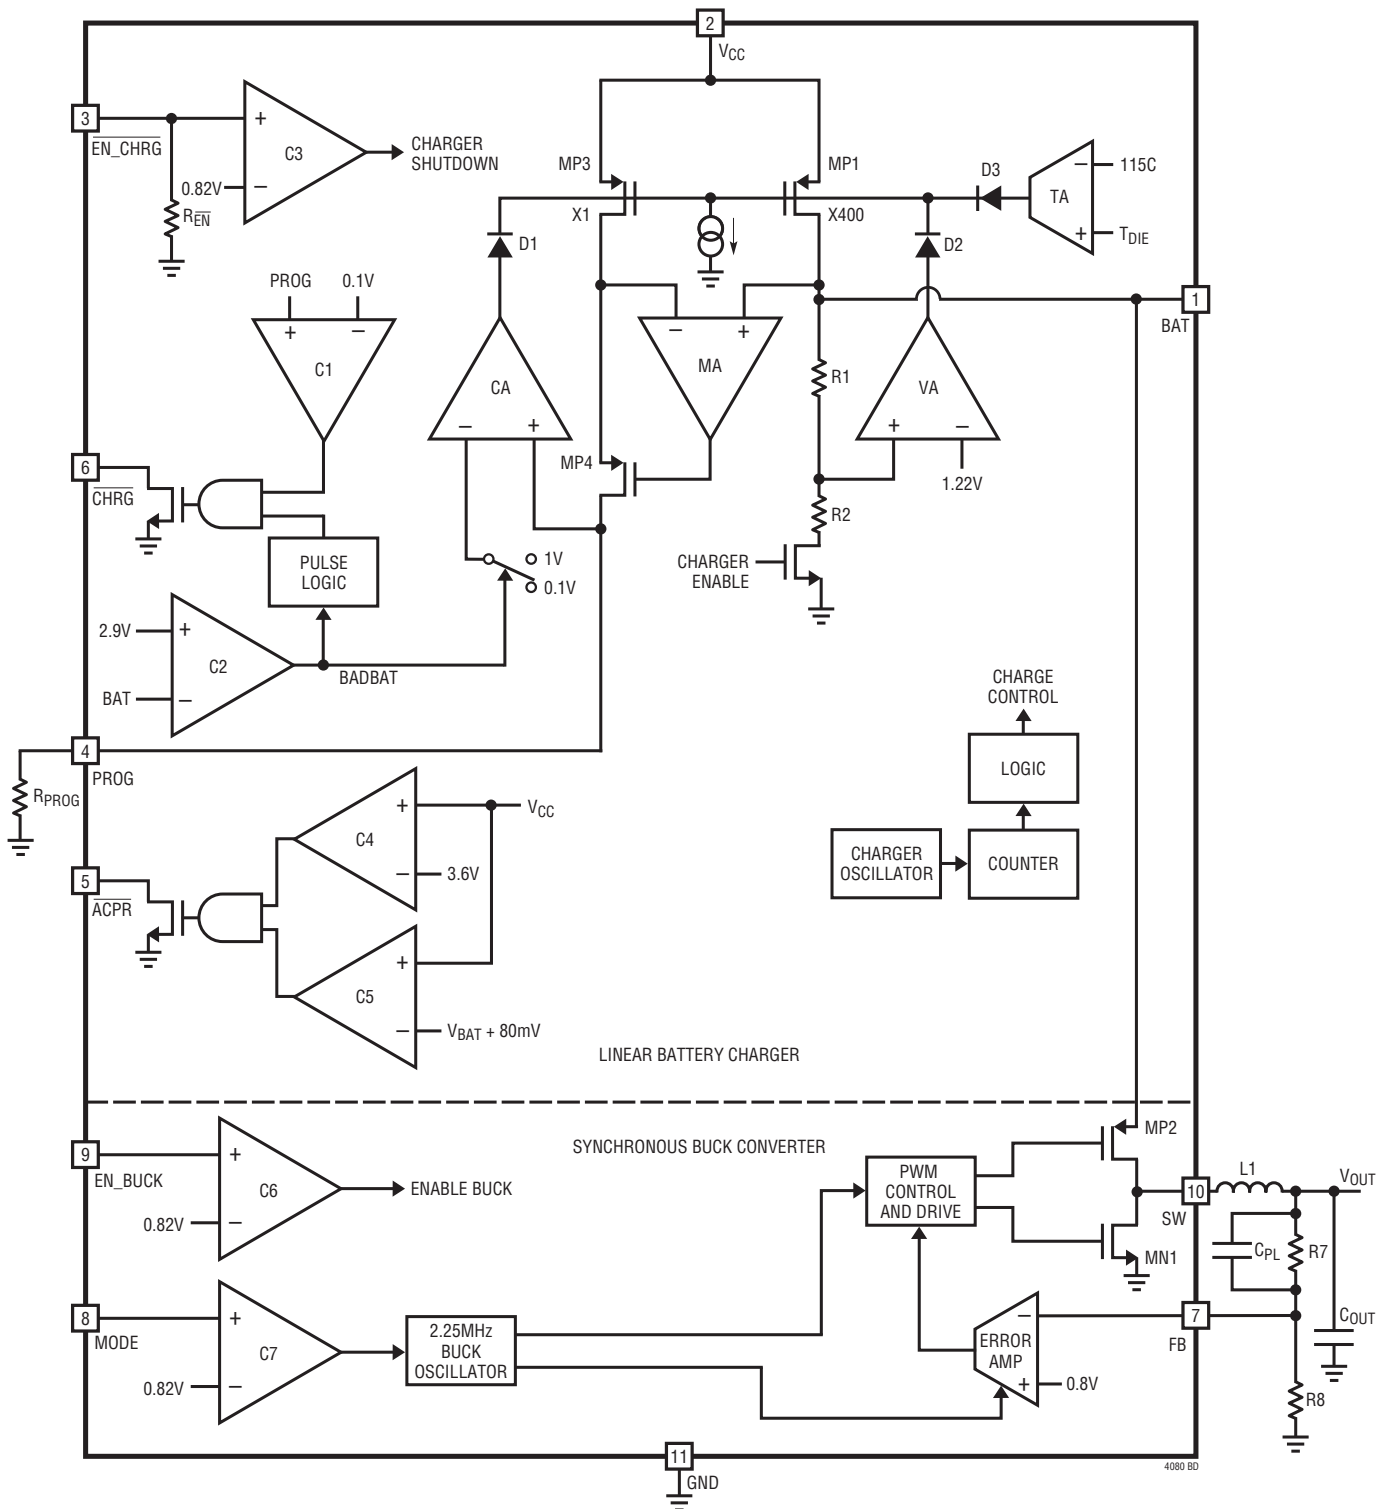 2
VCC
3
EN_CHRG
+
C3
0.82V
–
REN
CHARGER
SHUTDOWN
MP3
X1
MP1
X400
D3
–
115C
TA
+
TDIE
D1
D2
1
BAT
PROG
0.1V
+
–
C1
CA
–
+
–
+
MA
R1
VA
+
–
1.22V
MP4
R2
6
CHRG
PULSE
LOGIC
1V
0.1V
CHARGER
ENABLE
2.9V
+
C2
BAT
–
BADBAT
CHARGE
CONTROL
LOGIC
CHARGER
OSCILLATOR
COUNTER
4
PROG
RPROG
+
VCC
C4
–
3.6V
5
ACPR
+
C5
–
VBAT + 80mV
LINEAR BATTERY CHARGER
SYNCHRONOUS BUCK CONVERTER
9
EN_BUCK
+
C6
0.82V
–
ENABLE BUCK
PWM
CONTROL
AND DRIVE
MP2
MN1
10
SW
L1
VOUT
CPL
R7
8
MODE
+
C7
0.82V
–
2.25MHz
BUCK
OSCILLATOR
–
ERROR
AMP
+
0.8V
7
FB
COUT
R8
11
GND
4080 BD